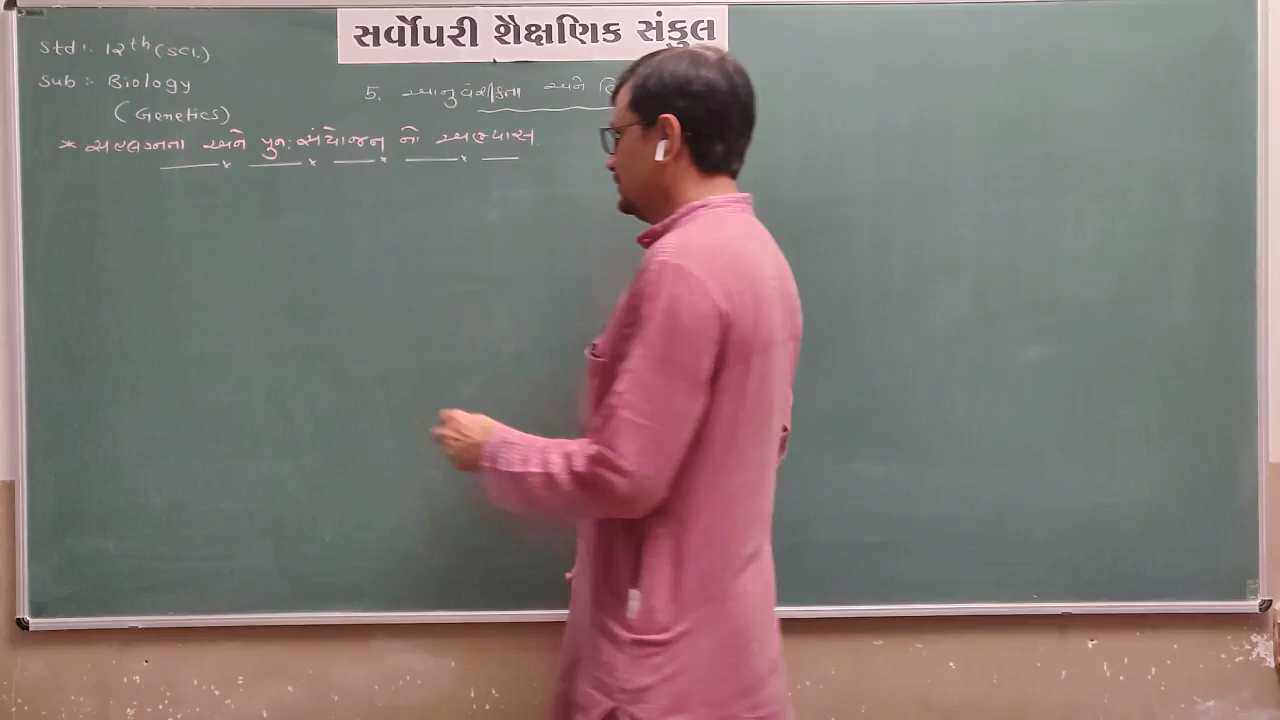 સર્વોપરી શૈક્ષણિક સંકુલ
Std :- 12th (sci.)
Sub :- Biology
(Genetics)
5. આનુવંશિકતા અને
* સહલગ્નતા અને પુનઃસંયોજન નો અભ્યાસ.